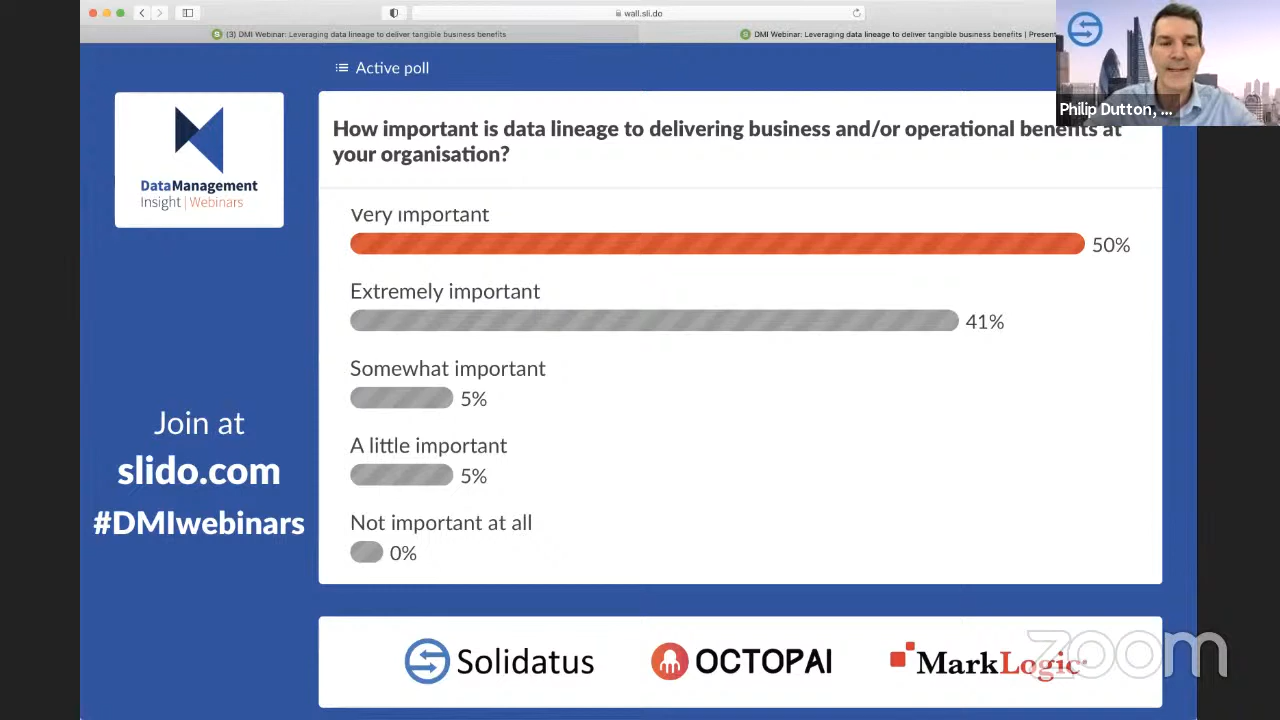 wall.sli.do
(3) DMI Webinar: Leveraging data lineage to deliver tangible business benefits
DMI Webinar: Leveraging data lineage to deliver tangible business benefits | Present
Philip Dutton, ...
Active poll
DataManagement
Insight | Webinars
How important is data lineage to delivering business and/or operational benefits at
your organisation?
Very important
50%
Extremely important
41%
Somewhat important
5%
A little important
5%
Not important at all
0%
Join at
slido.com
#DMIwebinars
Solidatus
OCTOPAI
MarkLogic
zoom